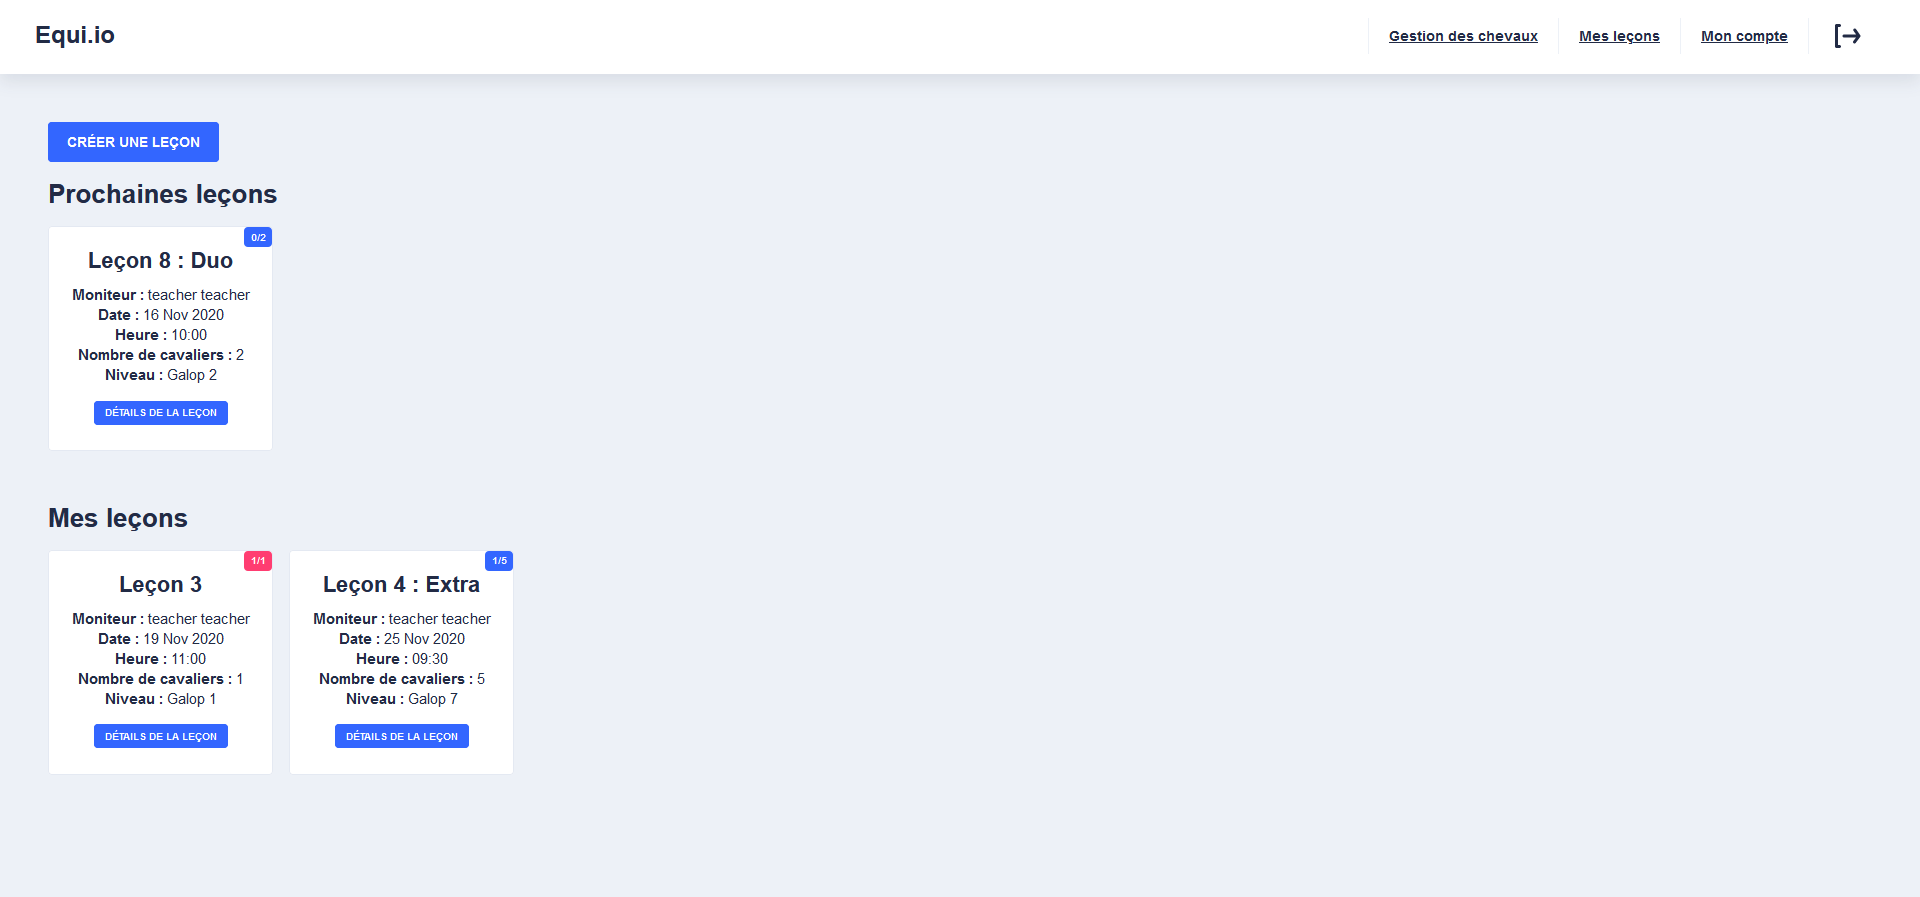 Equi.io
Gestion des chevaux
Mes leçons
Mon compte
CRÉER UNE LEÇON
Prochaines leçons
0/2
Leçon 8 : Duo
Moniteur : teacher teacher
Date : 16 Nov 2020
Heure : 10:00
Nombre de cavaliers : 2
Niveau : Galop 2
DÉTAILS DE LA LEÇON
Mes leçons
1/1
Leçon 3
Moniteur : teacher teacher
Date : 19 Nov 2020
Heure : 11:00
Nombre de cavaliers : 1
Niveau : Galop 1
DÉTAILS DE LA LEÇON
1/5
Leçon 4 : Extra
Moniteur : teacher teacher
Date : 25 Nov 2020
Heure : 09:30
Nombre de cavaliers : 5
Niveau : Galop 7
DÉTAILS DE LA LEÇON